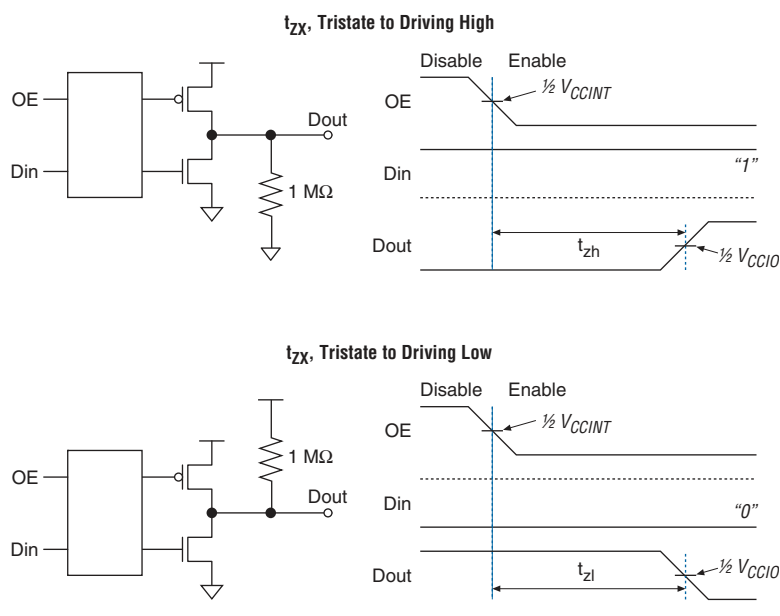 tZX, Tristate to Driving High
Disable Enable
OE
Din
Dout
1 MΩ
OE
½ VCCINT
Din
"1"
Dout
tzh
½ VCCIO
tZX, Tristate to Driving Low
1 MΩ
OE
Din
Dout
Disable Enable
OE
½ VCCINT
Din
"0"
Dout
tzl
½ VCCIO